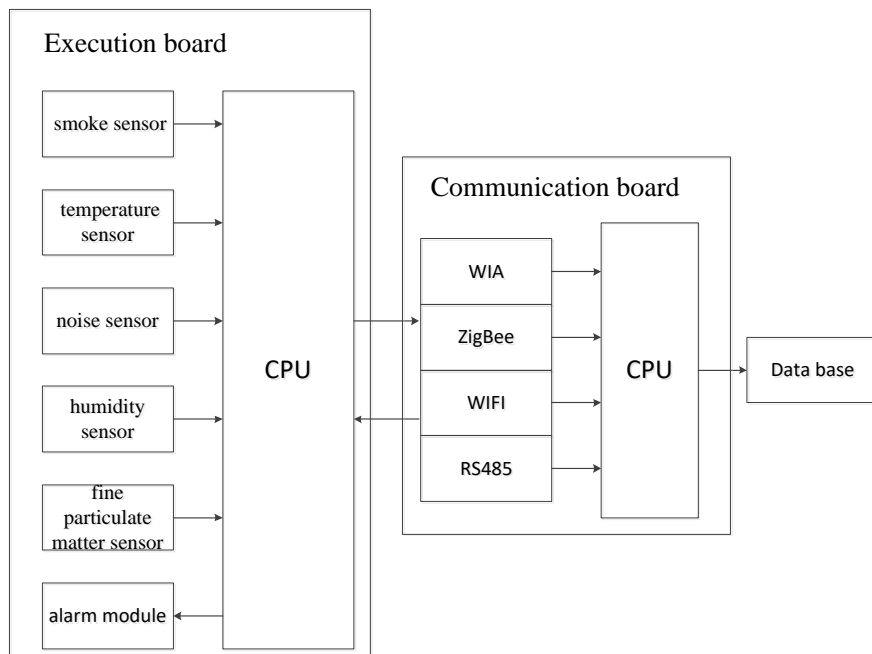 Execution board
smoke sensor
temperature
sensor
noise sensor
humidity
sensor
fine
particulate
matter sensor
alarm module
CPU
Communication board
WIA
ZigBee
WIFI
RS485
CPU
Data base